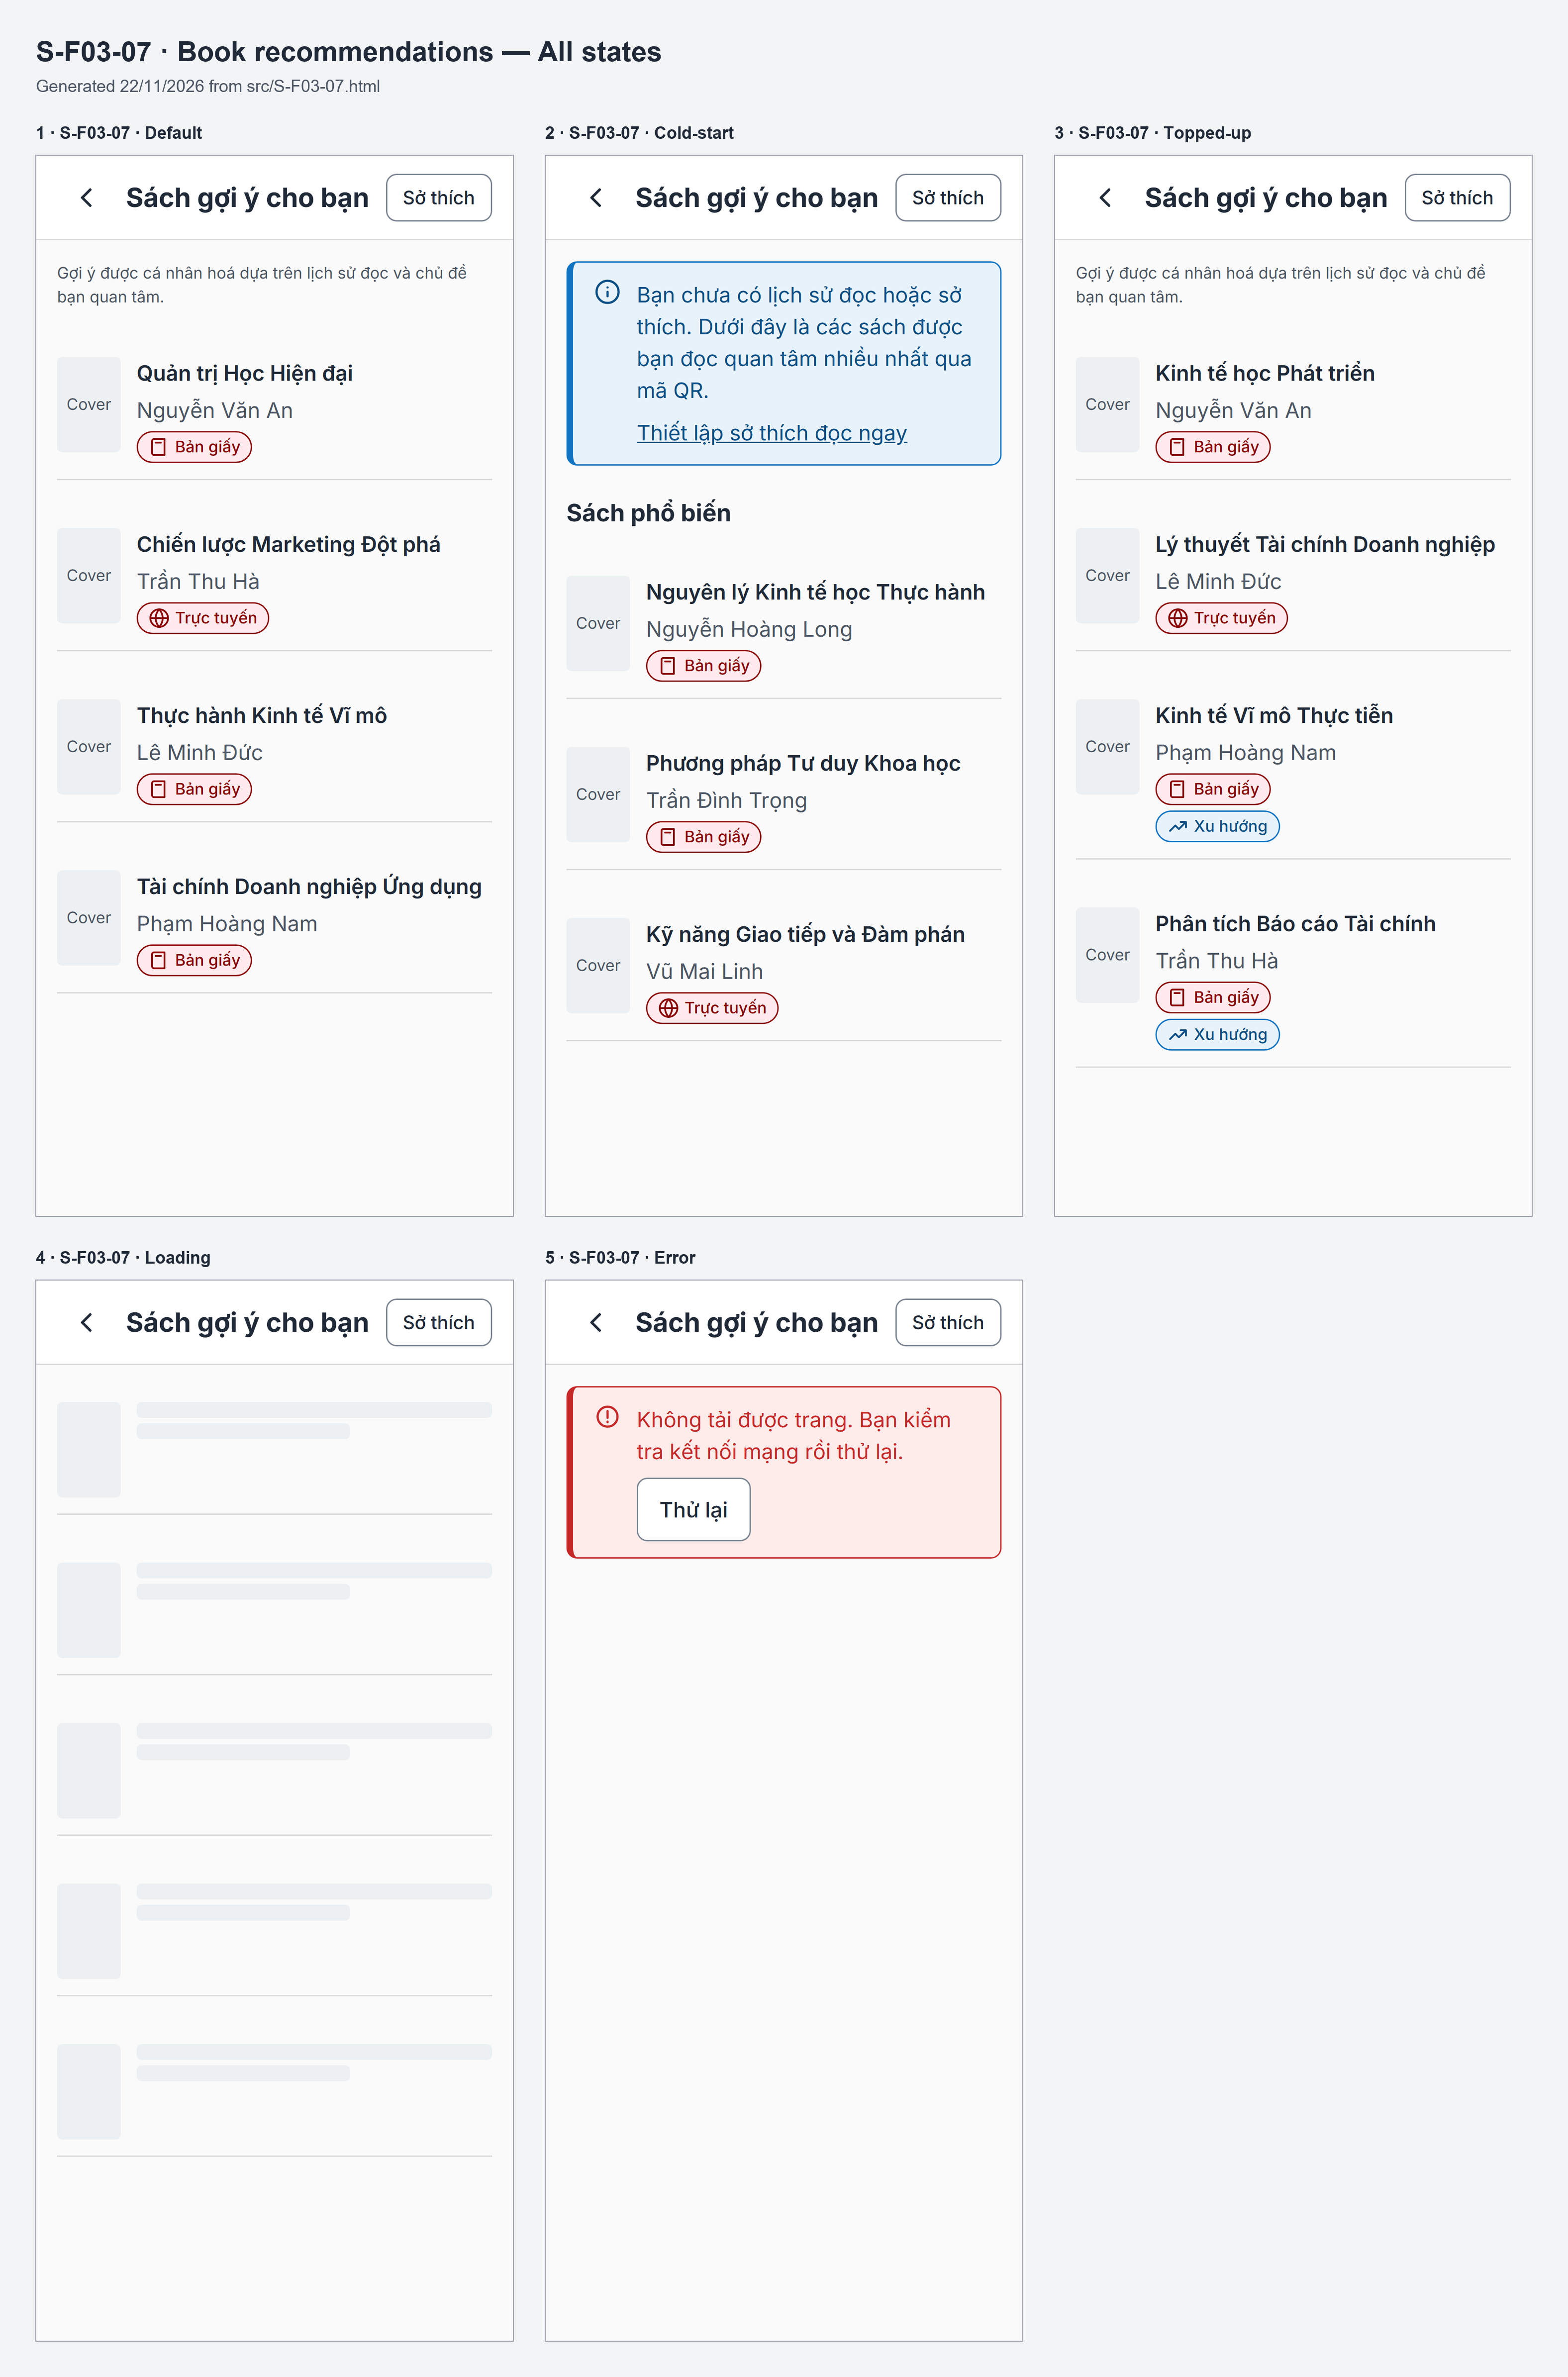 S-F03-07 · Book recommendations — All states
Generated 22/11/2026 from src/S-F03-07.html
1 · S-F03-07 · Default
Sách gợi ý cho bạn
Sở thích
Gợi ý được cá nhân hoá dựa trên lịch sử đọc và chủ đề
bạn quan tâm.
Cover
Quản trị Học Hiện đại
Nguyễn Văn An
Bản giấy
Cover
Chiến lược Marketing Đột phá
Trần Thu Hà
Trực tuyến
Cover
Thực hành Kinh tế Vĩ mô
Lê Minh Đức
Bản giấy
Cover
Tài chính Doanh nghiệp Ứng dụng
Phạm Hoàng Nam
Bản giấy
2 · S-F03-07 · Cold-start
Sách gợi ý cho bạn
Sở thích
Bạn chưa có lịch sử đọc hoặc sở
thích. Dưới đây là các sách được
bạn đọc quan tâm nhiều nhất qua
mã QR.
Thiết lập sở thích đọc ngay
Sách phổ biến
Cover
Nguyên lý Kinh tế học Thực hành
Nguyễn Hoàng Long
Bản giấy
Cover
Phương pháp Tư duy Khoa học
Trần Đình Trọng
Bản giấy
Cover
Kỹ năng Giao tiếp và Đàm phán
Vũ Mai Linh
Trực tuyến
3 · S-F03-07 · Topped-up
Sách gợi ý cho bạn
Sở thích
Gợi ý được cá nhân hoá dựa trên lịch sử đọc và chủ đề
bạn quan tâm.
Cover
Kinh tế học Phát triển
Nguyễn Văn An
Bản giấy
Cover
Lý thuyết Tài chính Doanh nghiệp
Lê Minh Đức
Trực tuyến
Cover
Kinh tế Vĩ mô Thực tiễn
Phạm Hoàng Nam
Bản giấy
Xu hướng
Cover
Phân tích Báo cáo Tài chính
Trần Thu Hà
Bản giấy
Xu hướng
4 · S-F03-07 · Loading
Sách gợi ý cho bạn
Sở thích
5 · S-F03-07 · Error
Sách gợi ý cho bạn
Sở thích
Không tải được trang. Bạn kiểm
tra kết nối mạng rồi thử lại.
Thử lại